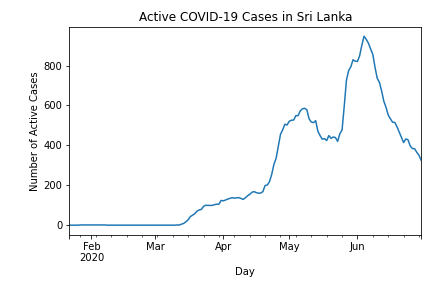 Active COVID-19 Cases in Sri Lanka
Number of Active Cases
800
600
400
200
0
Feb Mar Apr May Jun
2020
Day